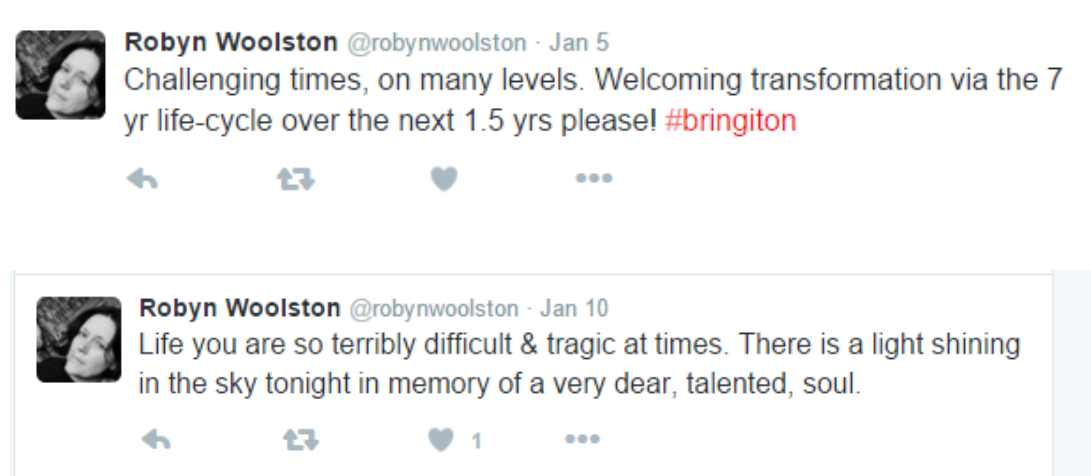 Robyn Woolston @robynwoolston · Jan 5
Challenging times, on many levels. Welcoming transformation via the 7
yr life-cycle over the next 1.5 yrs please! #bringiton
Robyn Woolston @robynwoolston · Jan 10
Life you are so terribly difficult & tragic at times. There is a light shining
in the sky tonight in memory of a very dear, talented, soul.
1